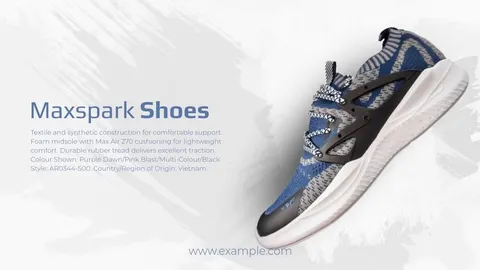 Maxspark Shoes
Textile and synthetic construction for comfortable support.
Foam midsole with Max Air 270 cushioning for lightweight
comfort. Durable rubber tread delivers excellent traction.
Colour Shown: Purple Dawn/Pink Blast/Multi-Colour/Black
Style: AR0344-500. Country/Region of Origin: Vietnam
www.example.com